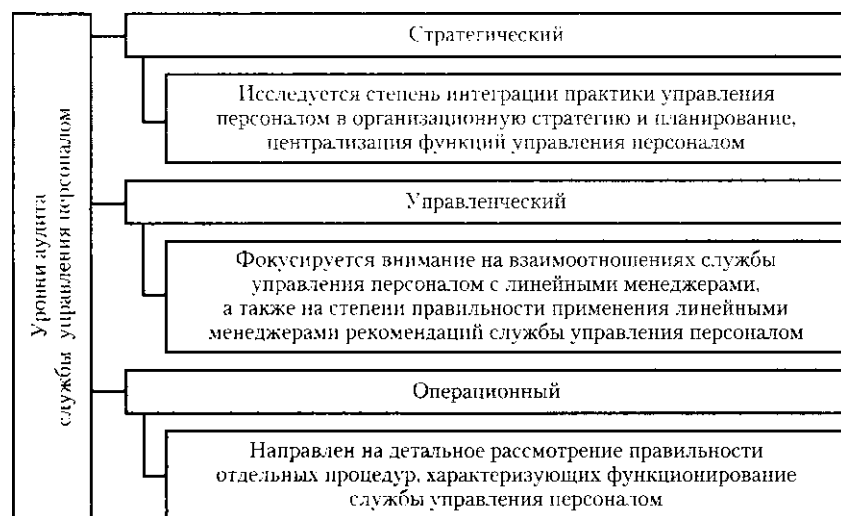 Уровни аудита
службы управления персоналом
Стратегический
Исследуется степень интеграции практики управления
персоналом в организационную стратегию и планирование,
централизация функций управления персоналом
Управленческий
Фокусируется внимание на взаимоотношениях службы
управления персоналом с линейными менеджерами,
а также на степени правильности применения линейными
менеджерами рекомендаций службы управления персоналом
Операционный
Направлен на детальное рассмотрение правильности
отдельных процедур, характеризующих функционирование
службы управления персоналом